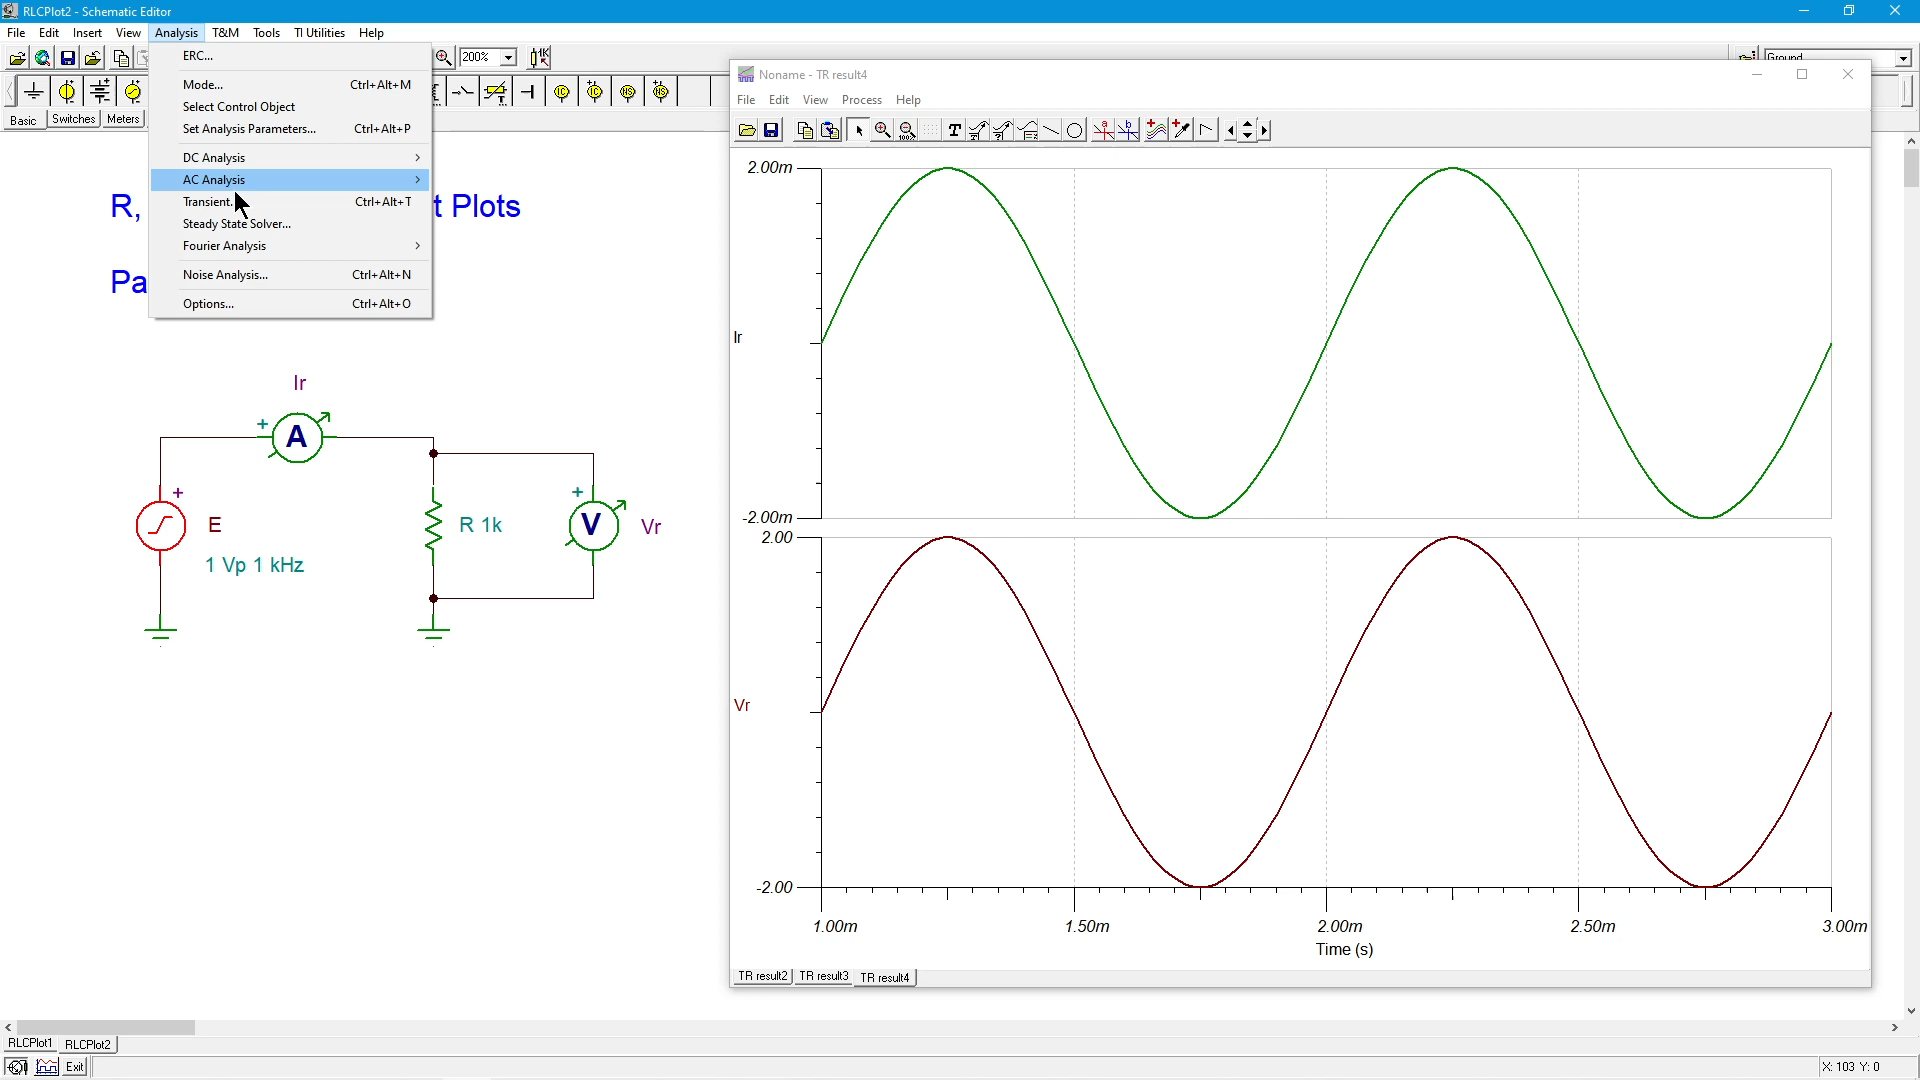 RLCPlot2 - Schematic Editor
File Edit Insert View Analysis T&M Tools TI Utilities Help
200%
1K
Ground
Basic Switches Meters
ERC...
Mode... Ctrl+Alt+M
Select Control Object
Set Analysis Parameters... Ctrl+Alt+P
DC Analysis
AC Analysis
Transient. Ctrl+Alt+T
Steady State Solver...
Fourier Analysis
Noise Analysis... Ctrl+Alt+N
Options... Ctrl+Alt+O
R, t Plots
Pa
Ir
+
A
+
E
1 Vp 1 kHz
R 1k
+
V
Vr
Noname - TR result4
File Edit View Process Help
100%
T
a b
2.00m
Ir
-2.00m
2.00
Vr
-2.00
1.00m 1.50m 2.00m 2.50m 3.00m
Time (s)
TR result2 TR result3 TR result4
RLCPlot1 RLCPlot2
Exit
X: 103 Y: 0